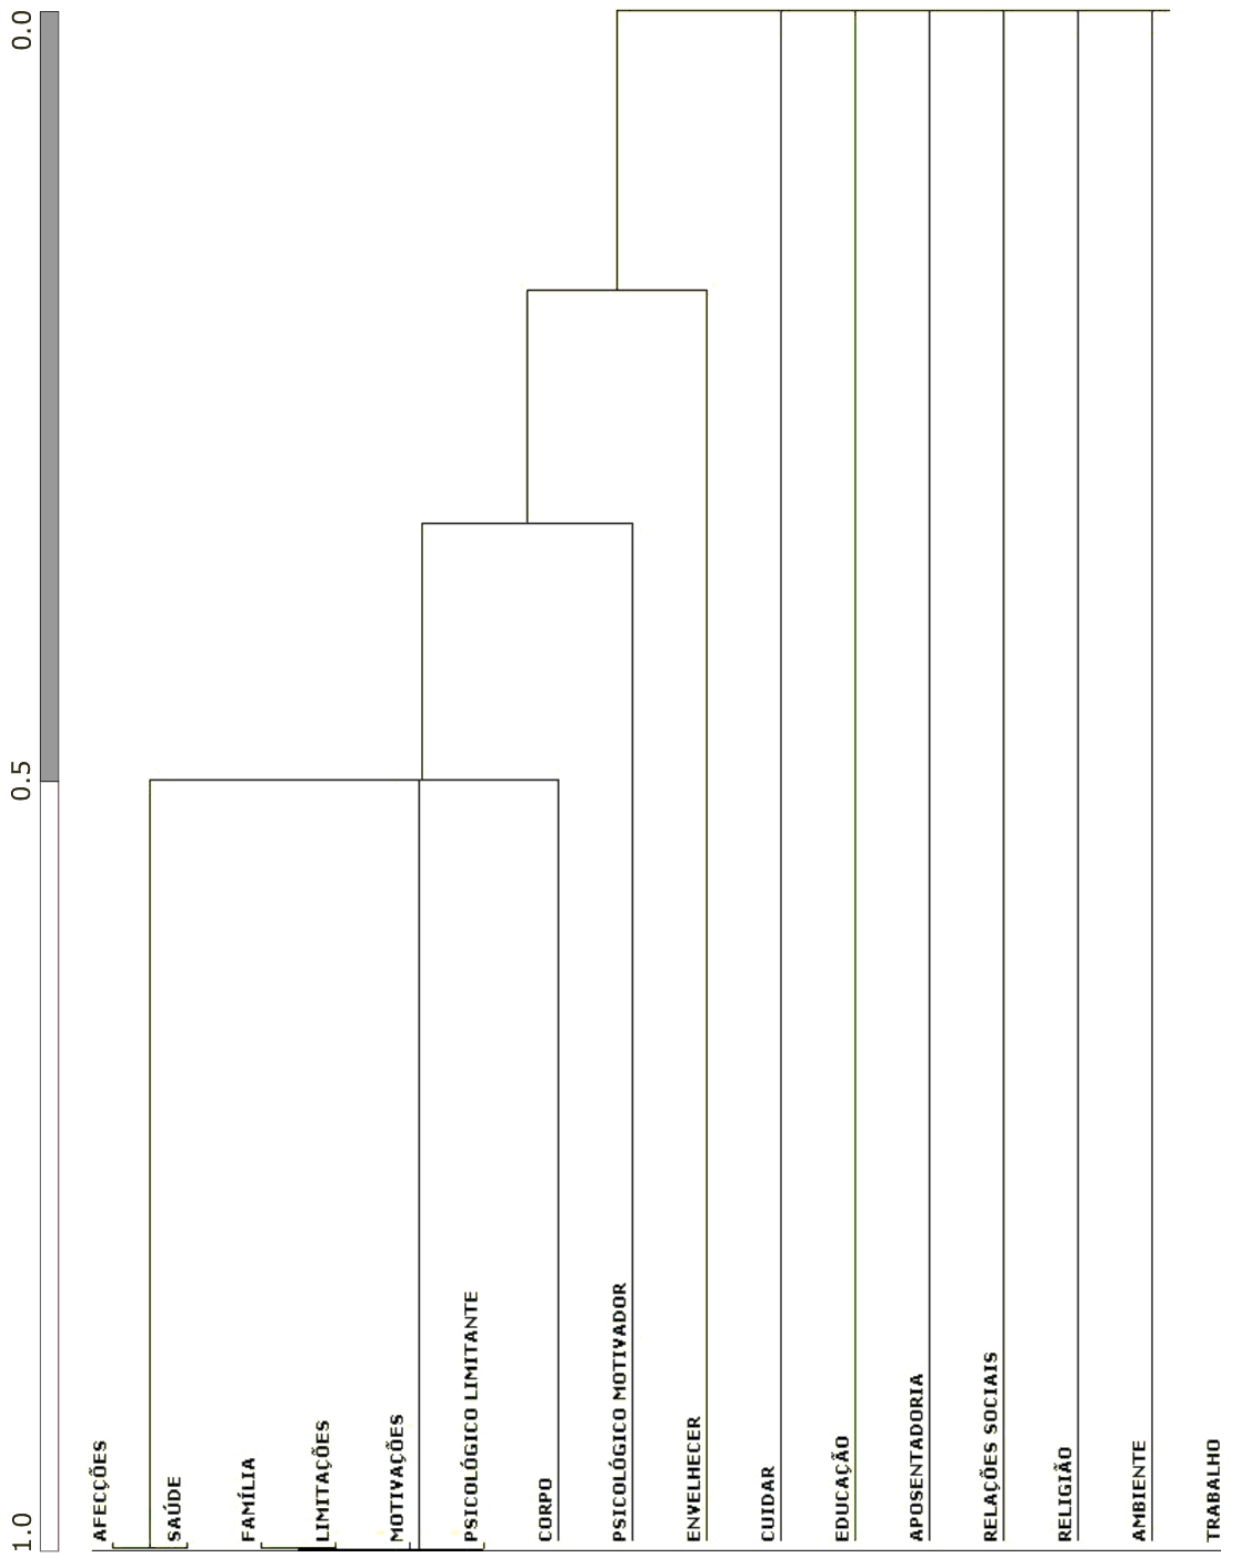 0.0
0.5
1.0
AFECÇÕES
SAÚDE
FAMÍLIA
LIMITAÇÕES
MOTIVAÇÕES
PSICOLÓGICO LIMITANTE
CORPO
PSICOLÓGICO MOTIVADOR
ENVELHECER
CUIDAR
EDUCAÇÃO
APOSENTADORIA
RELAÇÕES SOCIAIS
RELIGIÃO
AMBIENTE
TRABALHO